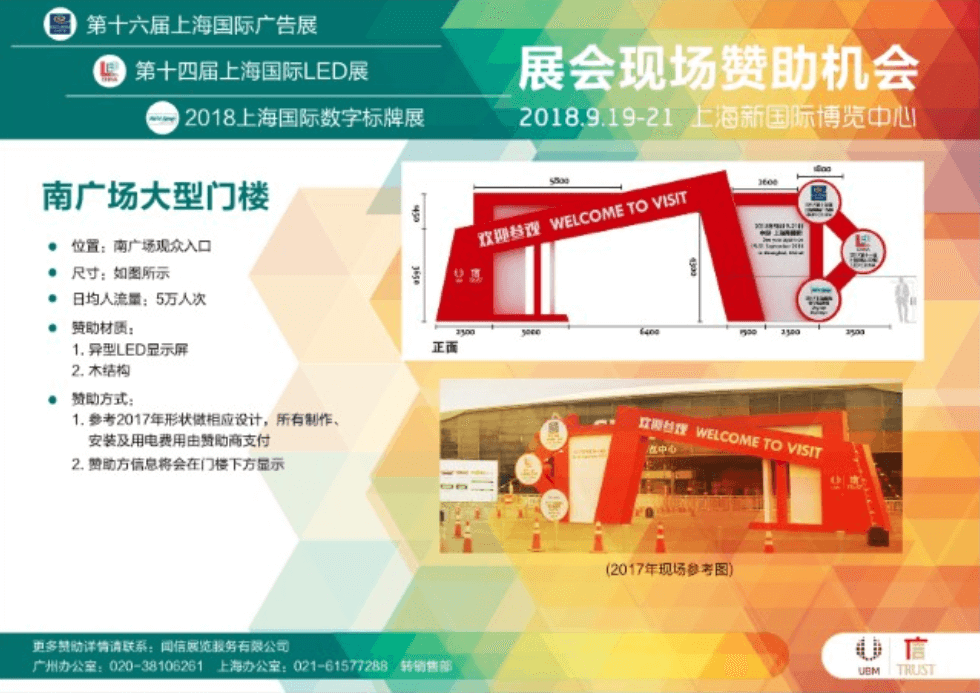 第十六届上海国际广告展
第十四届上海国际LED展
2018上海国际数字标牌展
展会现场赞助机会
2018.9.19-21 上海新国际博览中心
南广场大型门楼
位置：南广场观众入口
尺寸：如图所示
日均人流量：5万人次
赞助材质：
1. 异型LED显示屏
2. 木结构
赞助方式：
1. 参考2017年形状做相应设计，所有制作、
安装及用电费用由赞助商支付
2. 赞助方信息将会在门楼下方显示
5800
2600
1800
1450
3650
4300
欢迎参观 WELCOME TO VISIT
信
2300
3000
6400
1500
2300
2500
正面
欢迎参观 WELCOME TO VISIT
览中心
信
(2017年现场参考图)
更多赞助详情请联系：闻信展览服务有限公司
广州办公室：020-38106261 上海办公室：021-61577288 转销售部
UBM
信
TRUST